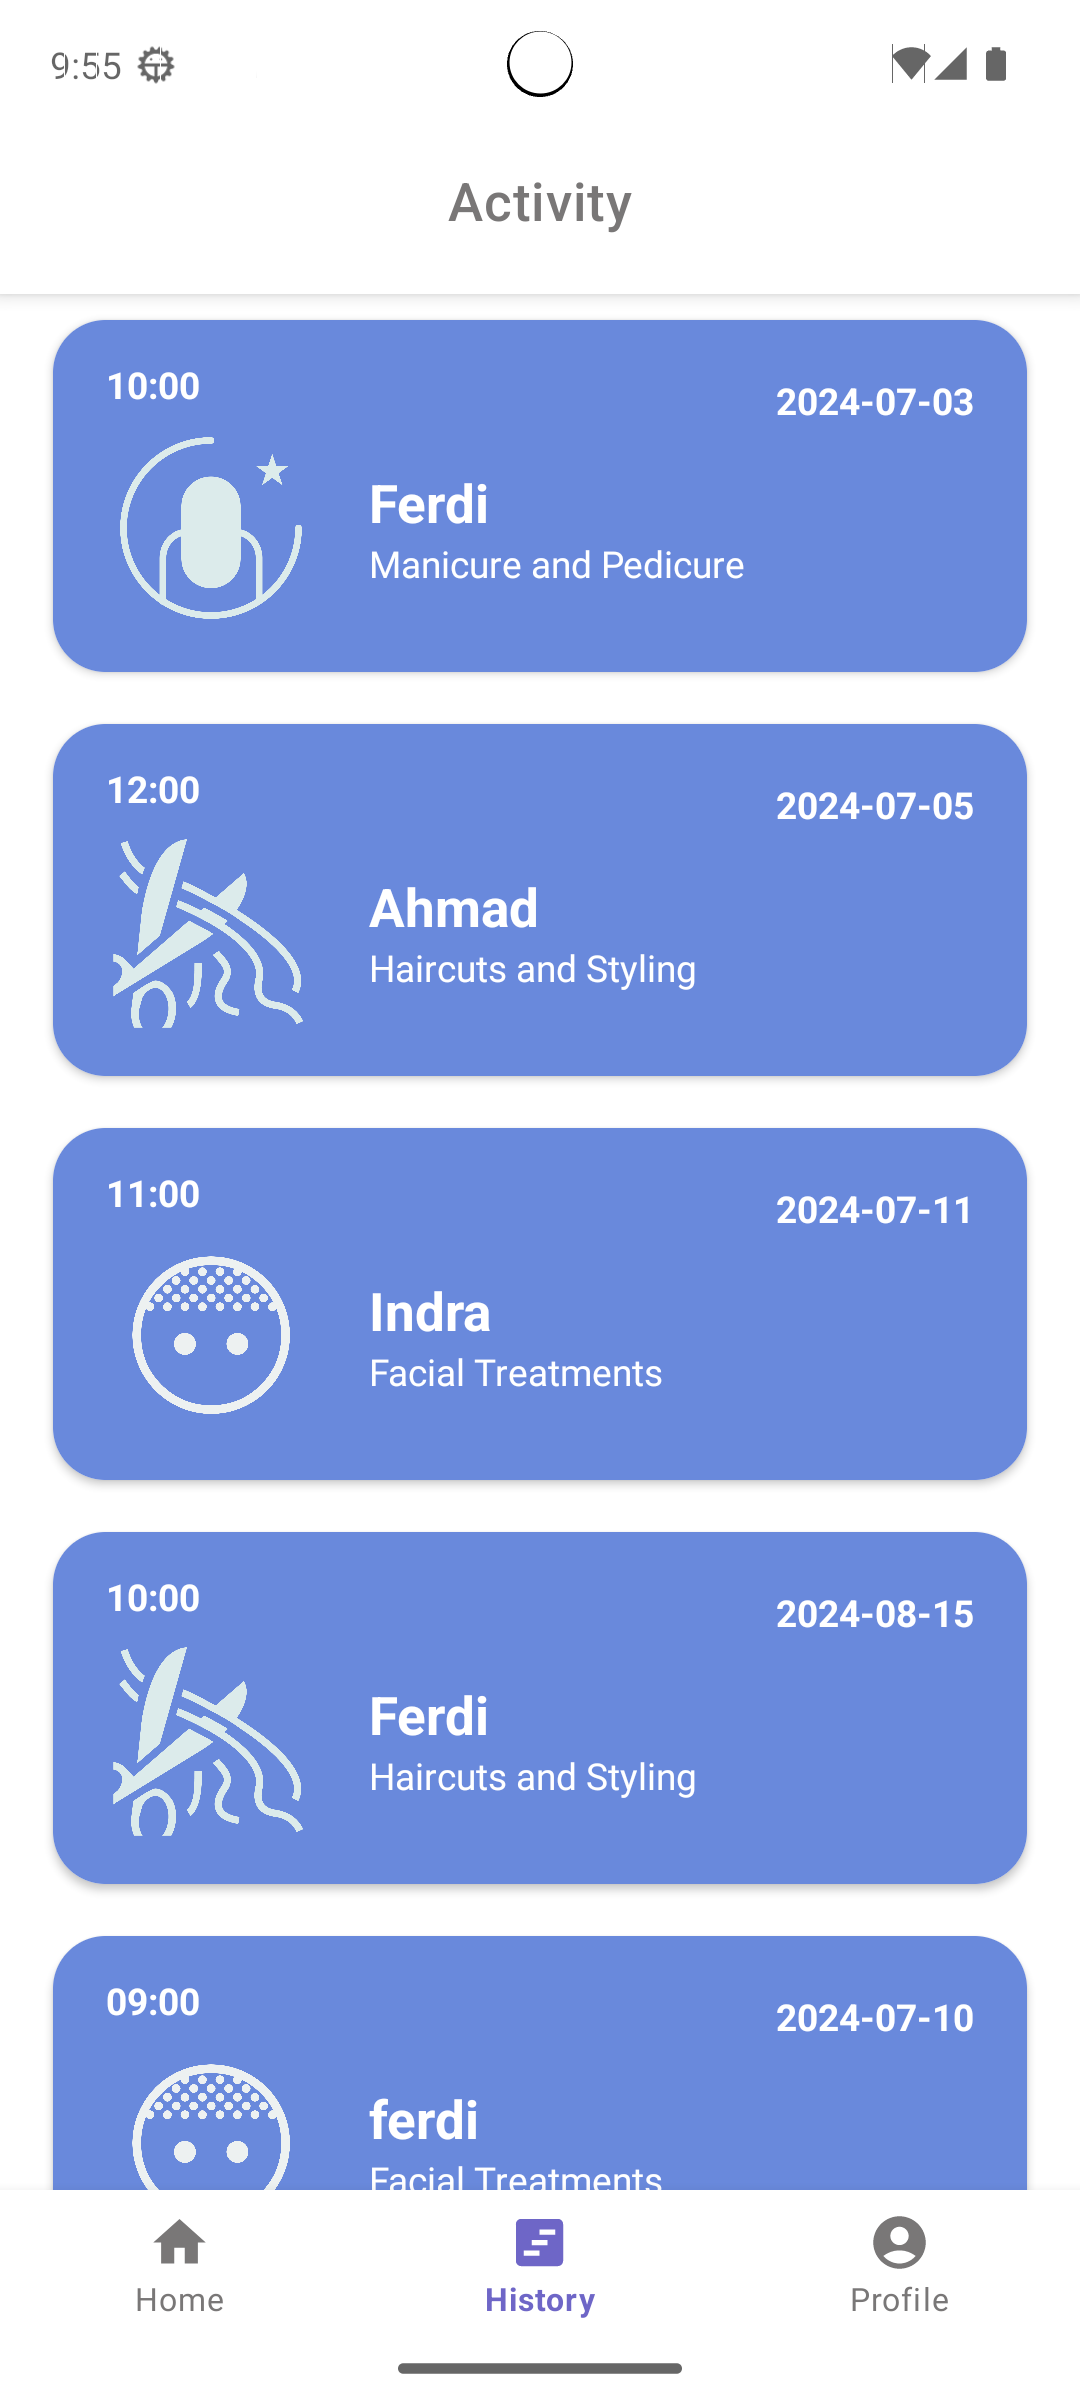 9:55
Activity
10:00
2024-07-03
Ferdi
Manicure and Pedicure
12:00
2024-07-05
Ahmad
Haircuts and Styling
11:00
2024-07-11
Indra
Facial Treatments
10:00
2024-08-15
Ferdi
Haircuts and Styling
09:00
2024-07-10
ferdi
Facial Treatments
Home
History
Profile